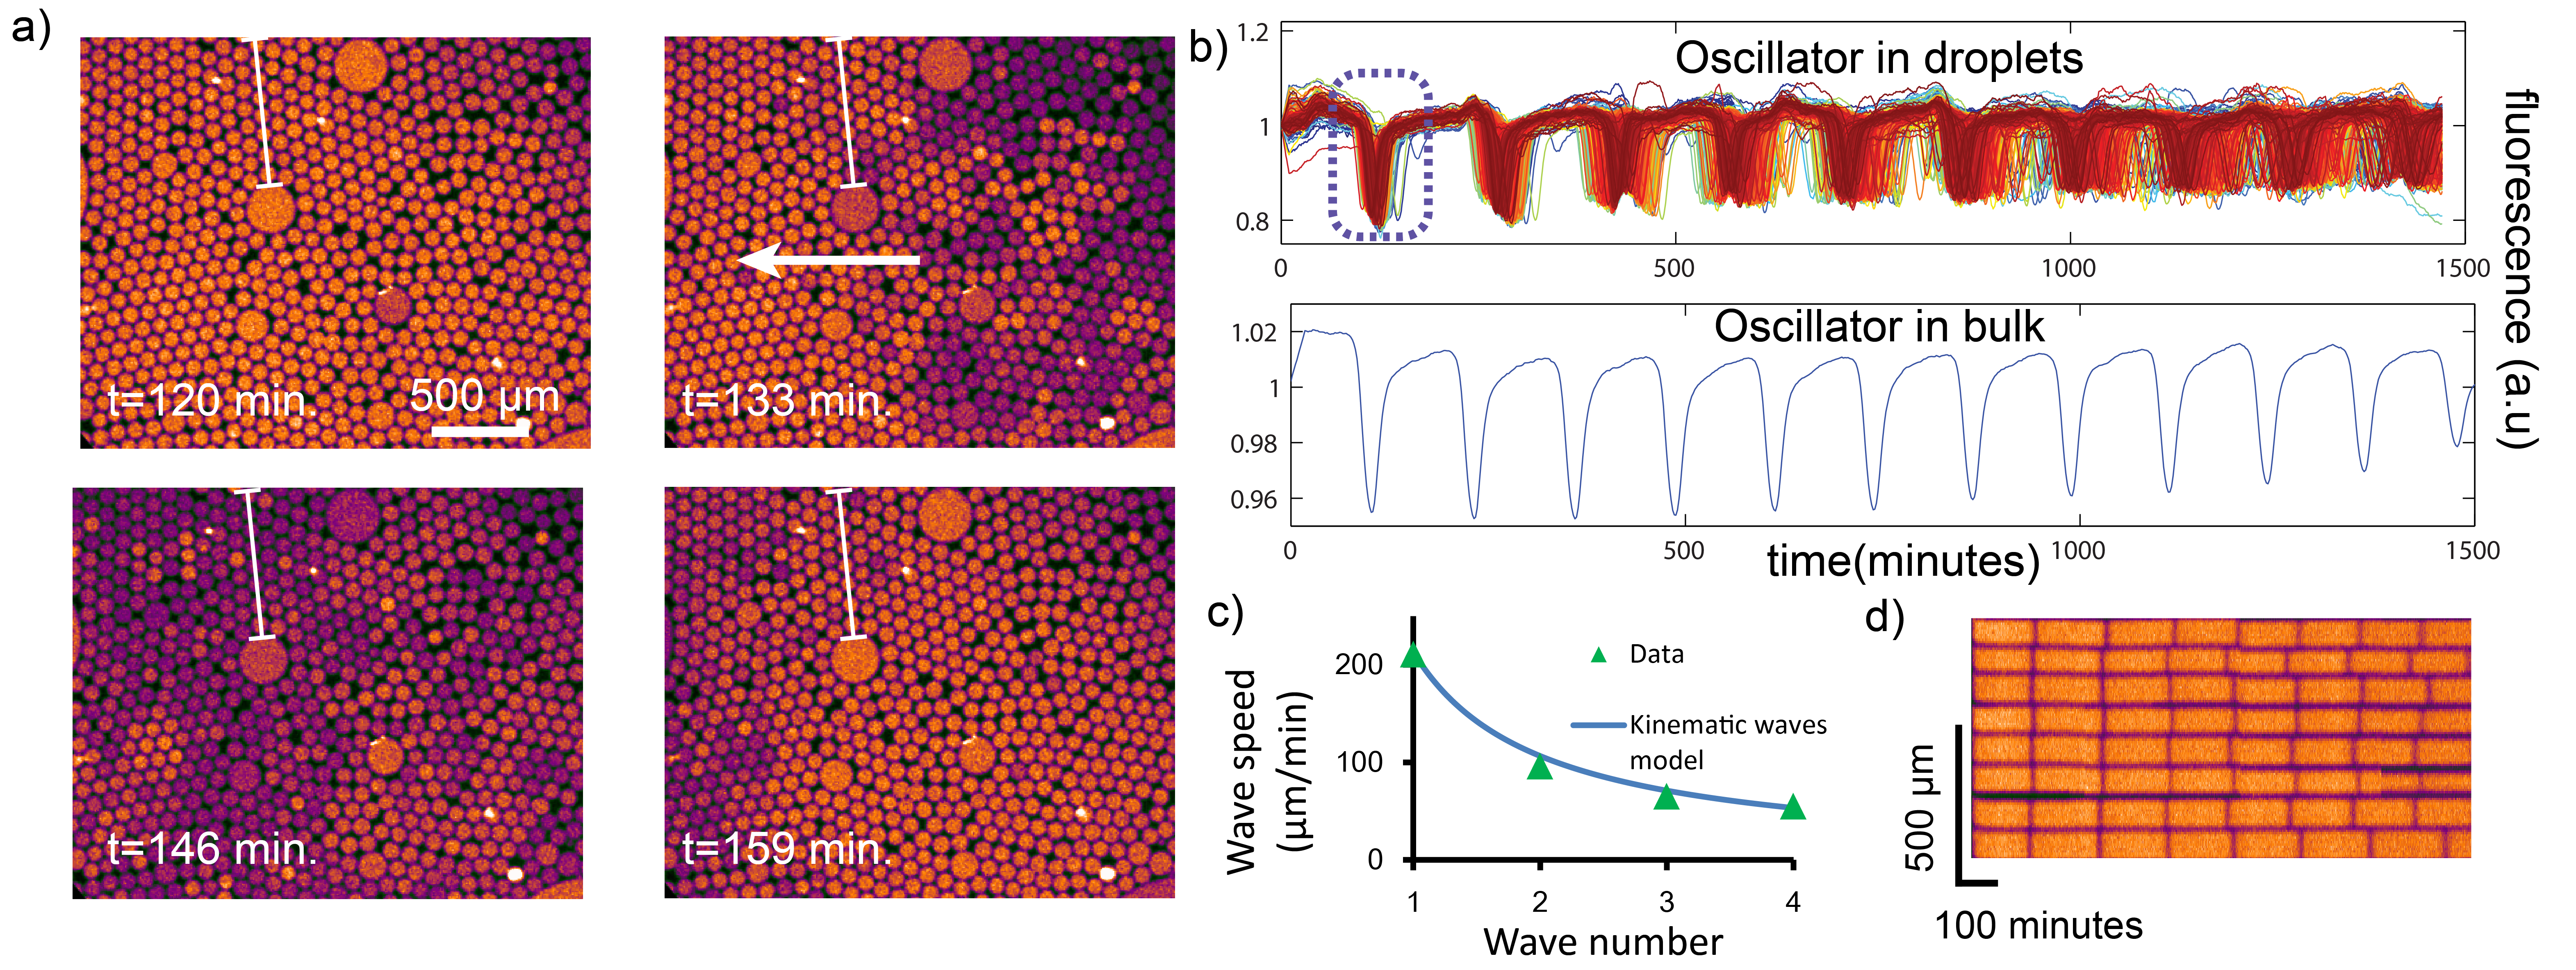 a)
t=120 min.
500 µm
t=133 min.
t=146 min.
t=159 min.
b)
Oscillator in droplets
1.2
1
0.8
0
500
1000
1500
Oscillator in bulk
1.02
1
0.98
0.96
0
500
1000
1500
time(minutes)
fluorescence (a.u)
c)
Wave speed
(µm/min)
200
100
0
1
2
3
4
Wave number
Data
Kinematic waves
model
d)
500 µm
100 minutes